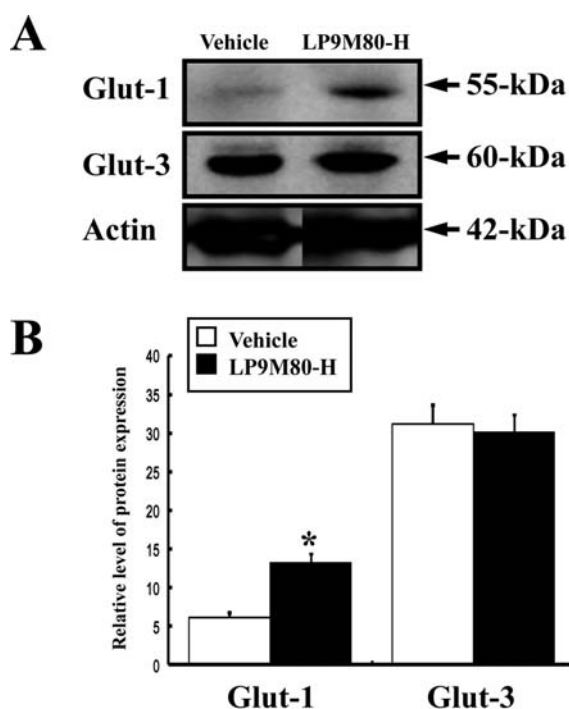 A
Vehicle LP9M80-H
Glut-1 55-kDa
Glut-3 60-kDa
Actin 42-kDa
B
Vehicle
LP9M80-H
Relative level of protein expression
40
35
30
25
20
15
10
5
0
*
Glut-1 Glut-3